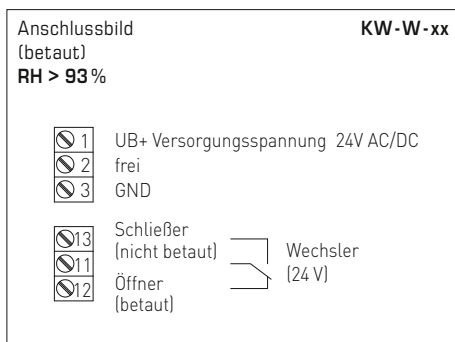 Anschlussbild KW-W-xx
(betaut)
RH > 93 %
1 UB+ Versorgungsspannung 24V AC/DC
2 frei
3 GND
13 Schließer
(nicht betaut)
11
Wechsler
(24 V)
12 Öffner
(betaut)